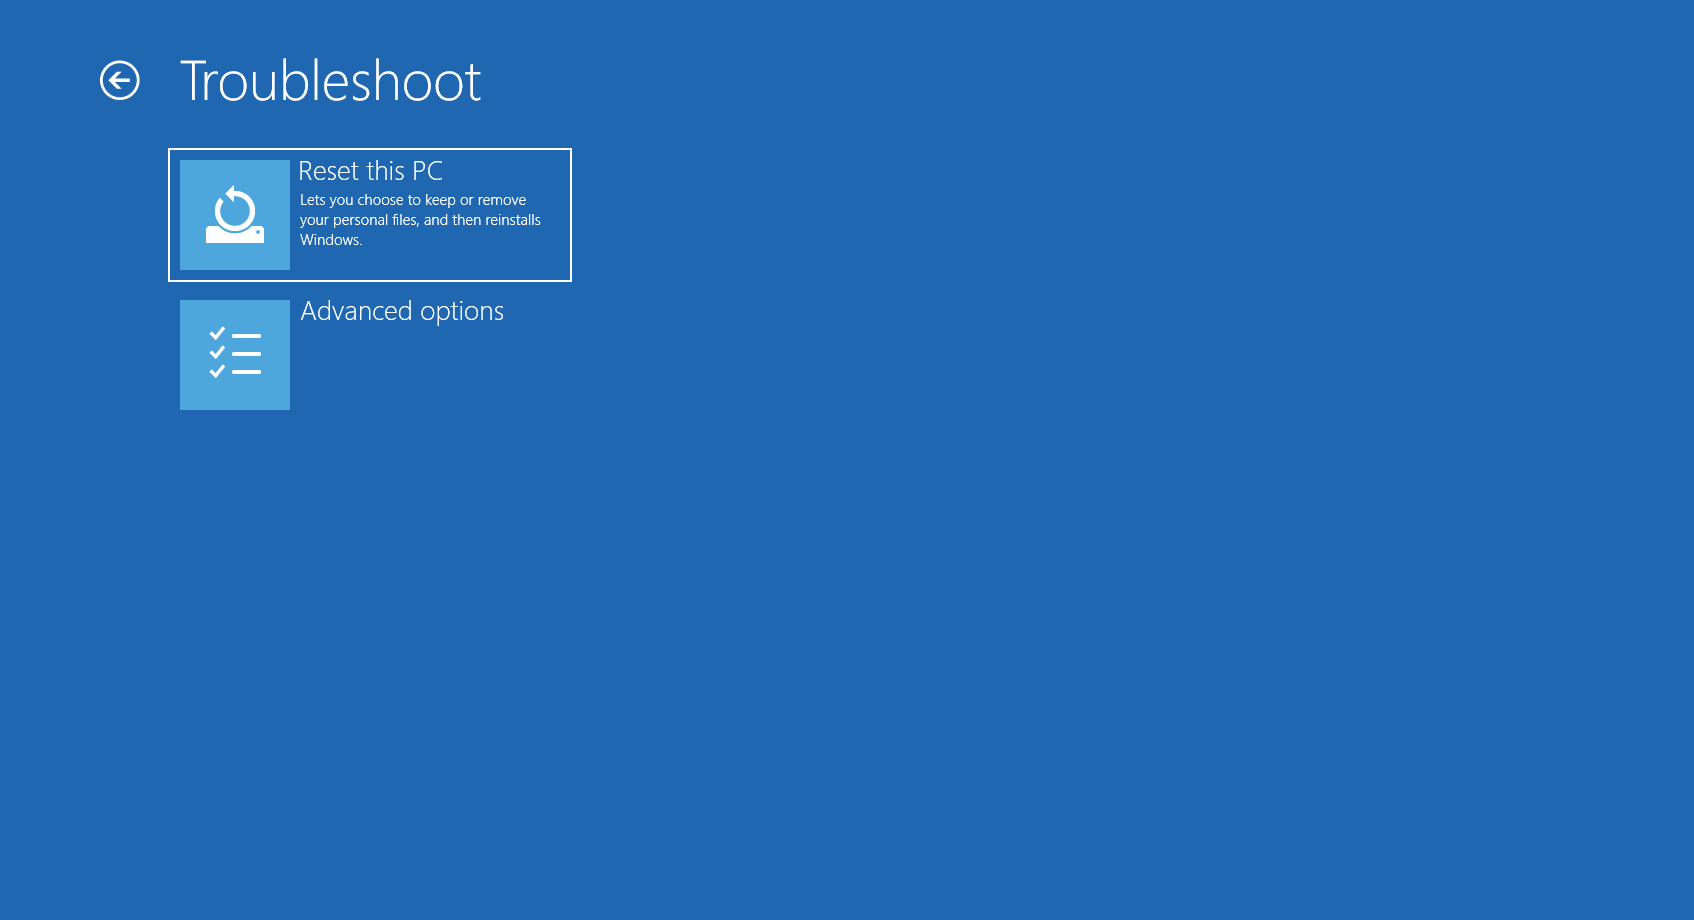 Troubleshoot
Reset this PC
Lets you choose to keep or remove
your personal files, and then reinstalls
Windows.
Advanced options